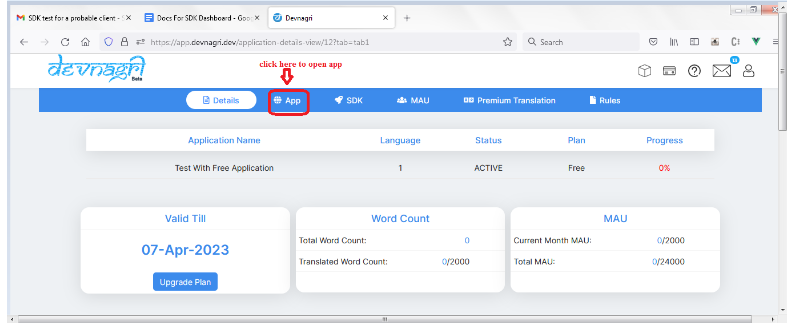 SDK test for a probable client - S
Docs For SDK Dashboard - Goo
Devnagri
https://app.devnagri.dev/application-details-view/12?tab=tab1
Search
click here to open app
devnagri
Beta
18
Details App SDK MAU Premium Translation Rules
Application Name Language Status Plan Progress
Test With Free Application 1 ACTIVE Free 0%
Valid Till Word Count MAU
Total Word Count: 0 Current Month MAU: 0/2000
07-Apr-2023
Translated Word Count: 0/2000 Total MAU: 0/24000
Upgrade Plan